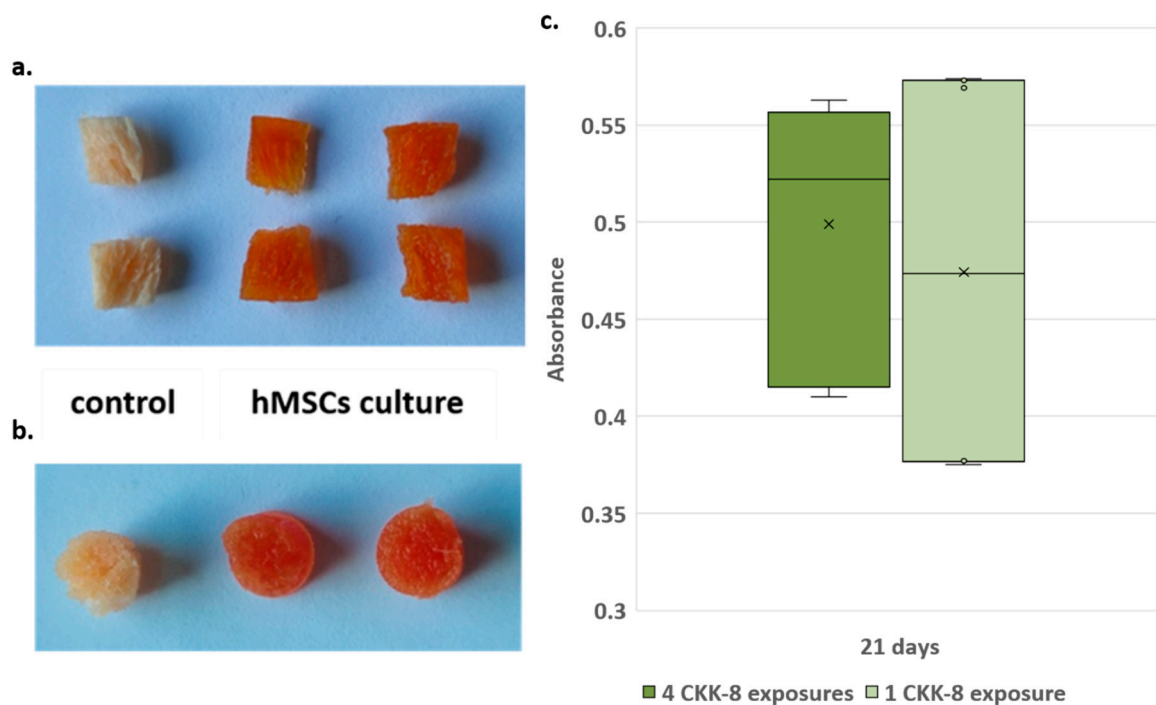 a.
control hMSCs culture
b.
c.
0.6
0.55
0.5
0.45
0.4
0.35
0.3
Absorbance
21 days
4 CKK-8 exposures 1 CKK-8 exposure